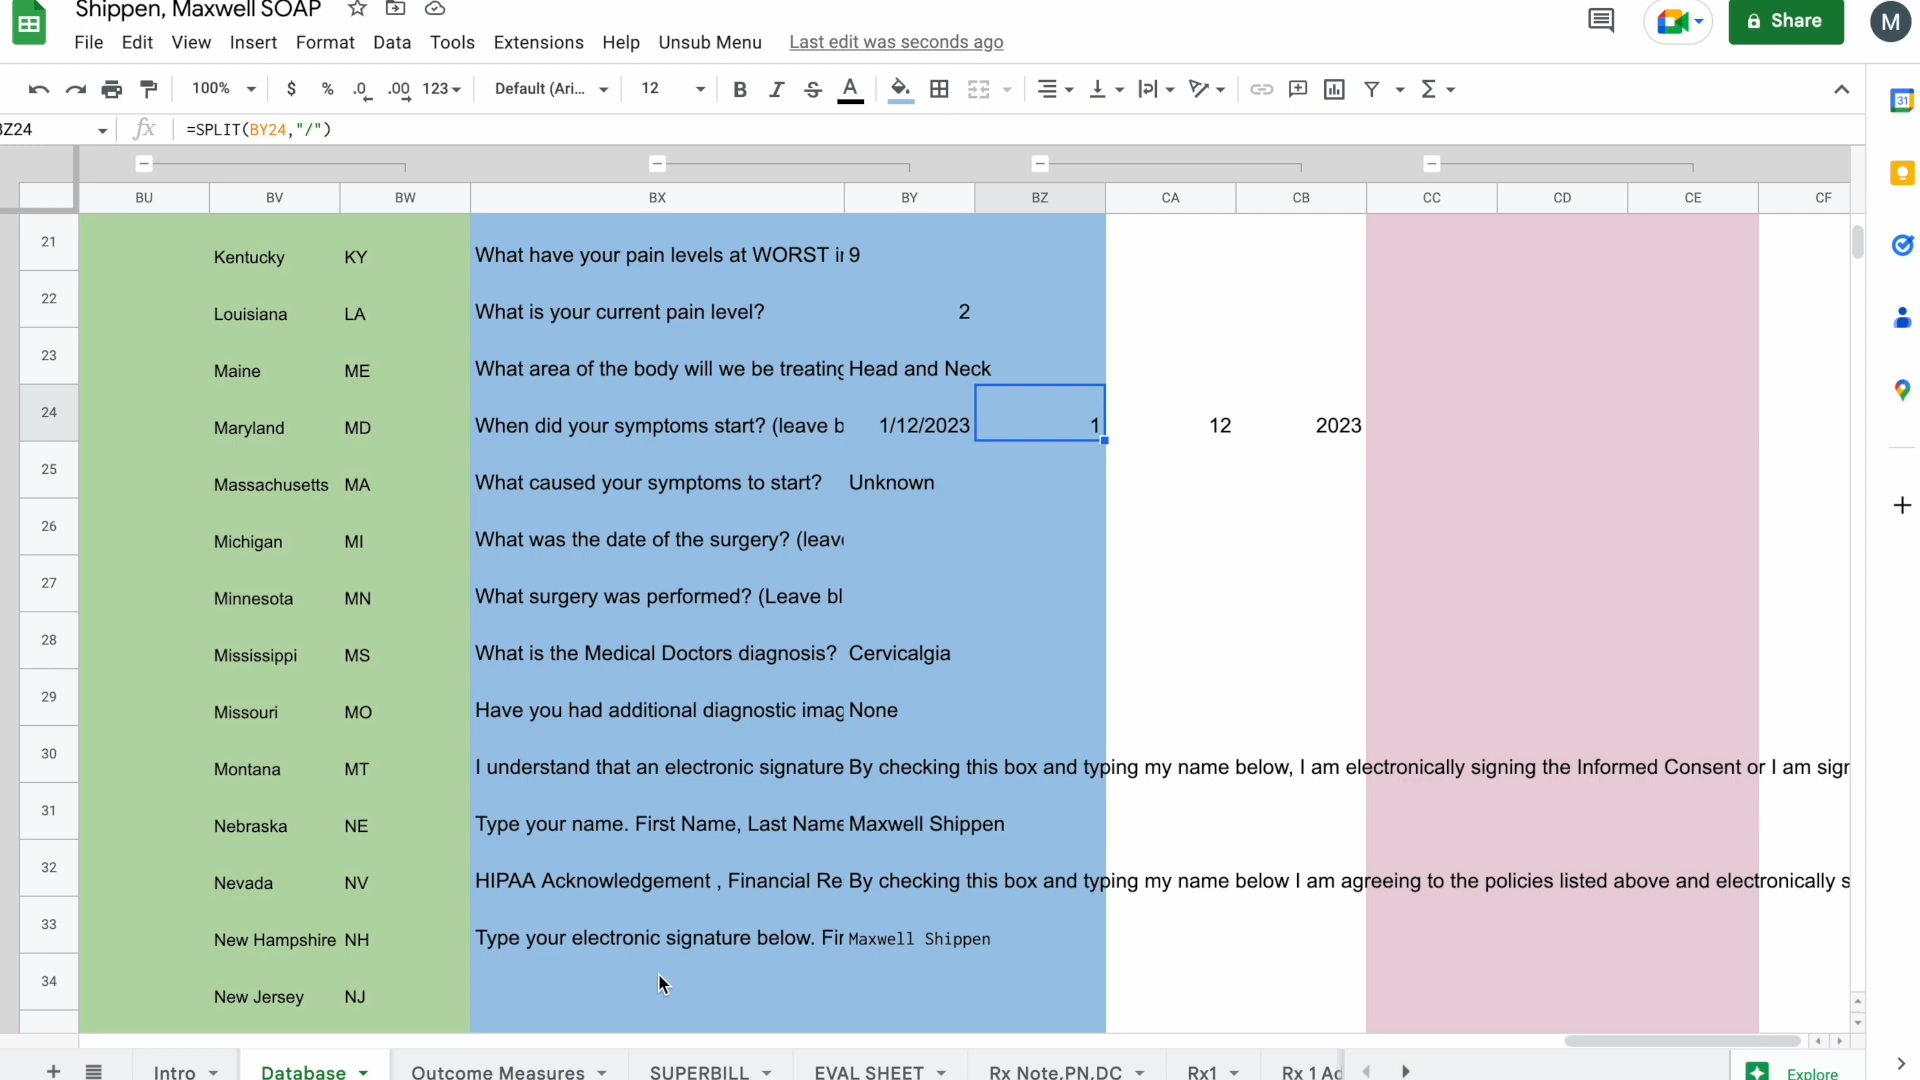 Shippen, Maxwell SOAP
File Edit View Insert Format Data Tools Extensions Help Unsub Menu Last edit was seconds ago
Share
M
100% $ % .0 .00 123 Default (Ari... 12 B I S A
31
Z24 fx =SPLIT(BY24,"/")
BU BV BW BX BY BZ CA CB CC CD CE CF
21 Kentucky KY What have your pain levels at WORST in 9
22 Louisiana LA What is your current pain level? 2
23 Maine ME What area of the body will we be treating Head and Neck
24 Maryland MD When did your symptoms start? (leave b 1/12/2023 1 12 2023
25 Massachusetts MA What caused your symptoms to start? Unknown
26 Michigan MI What was the date of the surgery? (leave
27 Minnesota MN What surgery was performed? (Leave bl
28 Mississippi MS What is the Medical Doctors diagnosis? Cervicalgia
29 Missouri MO Have you had additional diagnostic imag None
30 Montana MT I understand that an electronic signature By checking this box and typing my name below, I am electronically signing the Informed Consent or I am sign
31 Nebraska NE Type your name. First Name, Last Name Maxwell Shippen
32 Nevada NV HIPAA Acknowledgement , Financial Re By checking this box and typing my name below I am agreeing to the policies listed above and electronically s
33 New Hampshire NH Type your electronic signature below. Fir Maxwell Shippen
34 New Jersey NJ
Intro Database Outcome Measures SUPERBILL EVAL SHEET Rx Note,PN,DC Rx1 Rx 1 Ad
Explore